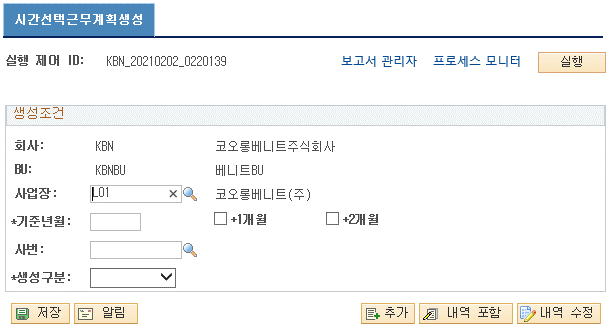 시간선택근무계획생성
실행 제어 ID: KBN_20210202_0220139 보고서 관리자 프로세스 모니터 실행
생성조건
회사: KBN 코오롱베니트주식회사
BU: KBNBU 베니트BU
사업장: L01 코오롱베니트(주)
*기준년월: +1개월 +2개월
사번:
*생성구분:
저장 알림 추가 내역 포함 내역 수정